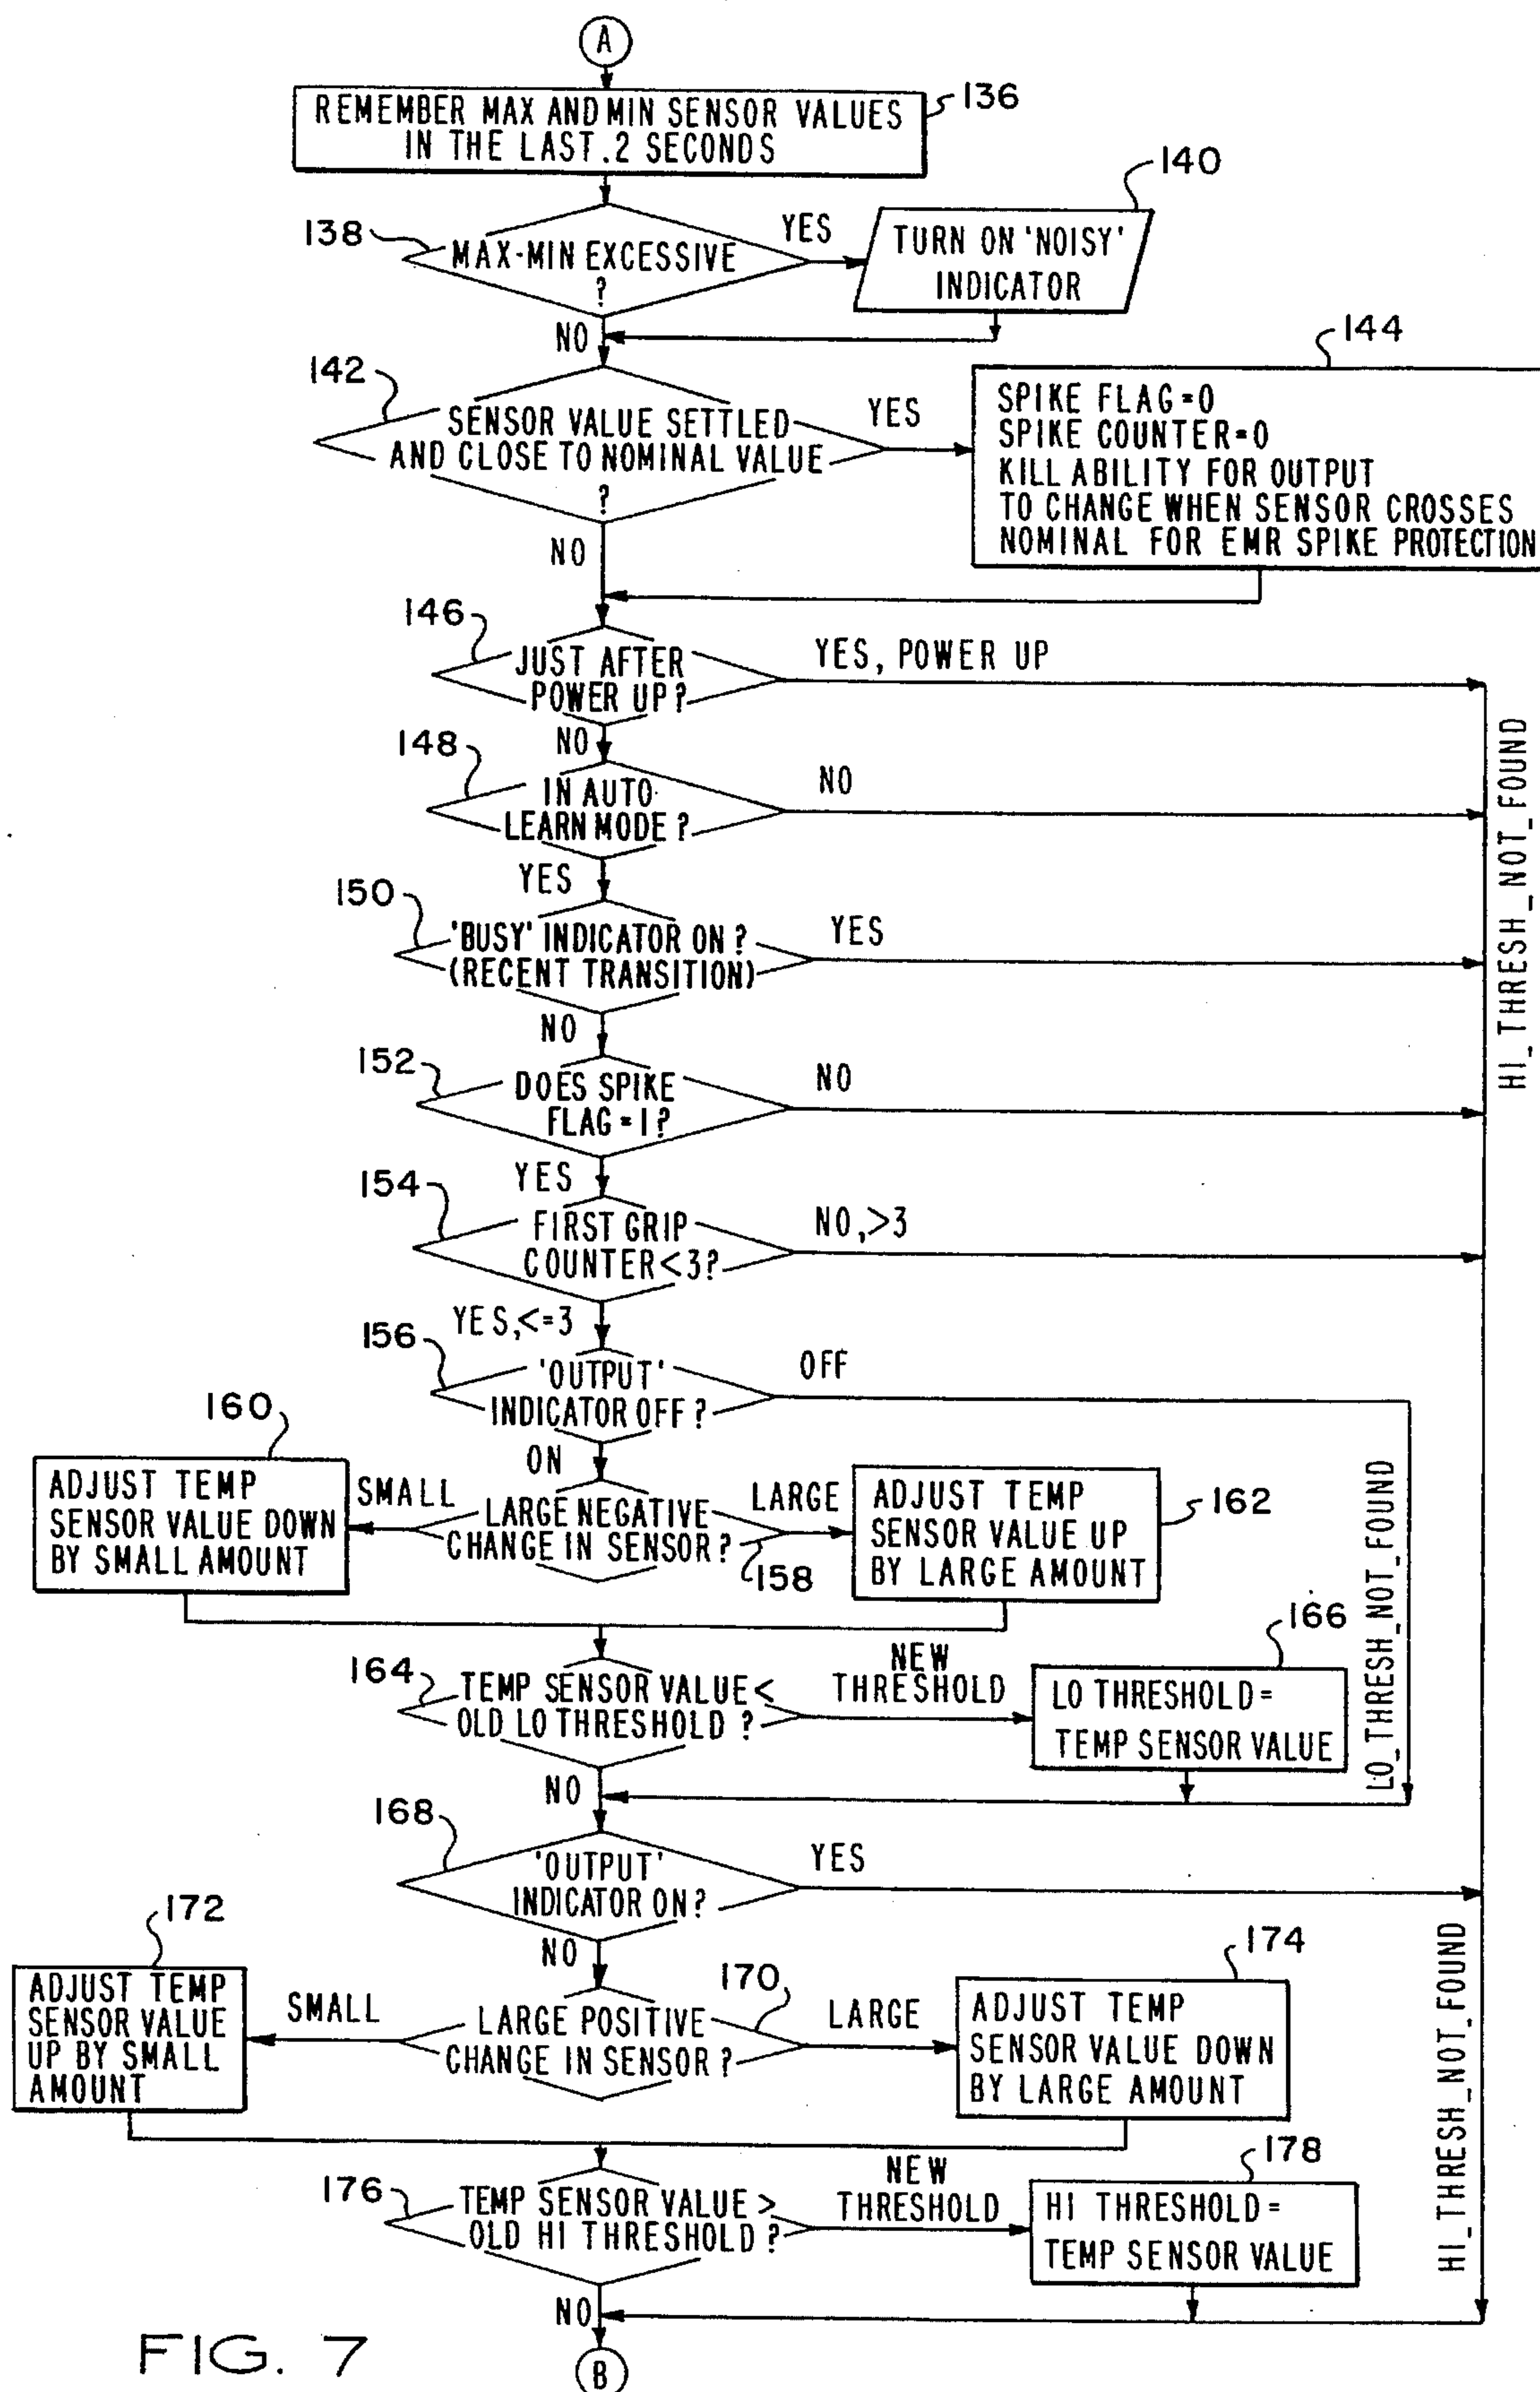 A
REMEMBER MAX AND MIN SENSOR VALUES
IN THE LAST .2 SECONDS
136
140
138
MAX-MIN EXCESSIVE
?
YES
TURN ON 'NOISY'
INDICATOR
NO
144
142
SENSOR VALUE SETTLED
AND CLOSE TO NOMINAL VALUE
?
YES
SPIKE FLAG=0
SPIKE COUNTER=0
KILL ABILITY FOR OUTPUT
TO CHANGE WHEN SENSOR CROSSES
NOMINAL FOR EMR SPIKE PROTECTION
NO
146
JUST AFTER
POWER UP?
YES, POWER UP
NO
HI_THRESH_NOT_FOUND
148
IN AUTO
LEARN MODE ?
NO
YES
150
'BUSY' INDICATOR ON ?
(RECENT TRANSITION)
YES
NO
152
DOES SPIKE
FLAG=1?
NO
YES
154
FIRST GRIP
COUNTER<3?
NO,>3
YES,<=3
156
'OUTPUT'
INDICATOR OFF ?
OFF
ON
160
ADJUST TEMP
SENSOR VALUE DOWN
BY SMALL AMOUNT
SMALL
LARGE NEGATIVE
CHANGE IN SENSOR ?
158
LARGE
ADJUST TEMP
SENSOR VALUE UP
BY LARGE AMOUNT
162
LO_THRESH_NOT_FOUND
164
TEMP SENSOR VALUE <
OLD LO THRESHOLD ?
NEW
THRESHOLD
166
LO THRESHOLD=
TEMP SENSOR VALUE
NO
168
'OUTPUT'
INDICATOR ON?
YES
NO
172
ADJUST TEMP
SENSOR VALUE
UP BY SMALL
AMOUNT
SMALL
LARGE POSITIVE
CHANGE IN SENSOR ?
170
LARGE
174
ADJUST TEMP
SENSOR VALUE DOWN
BY LARGE AMOUNT
HI_THRESH_NOT_FOUND
176
TEMP SENSOR VALUE >
OLD HI THRESHOLD ?
NEW
THRESHOLD
178
HI THRESHOLD=
TEMP SENSOR VALUE
NO
B
FIG. 7